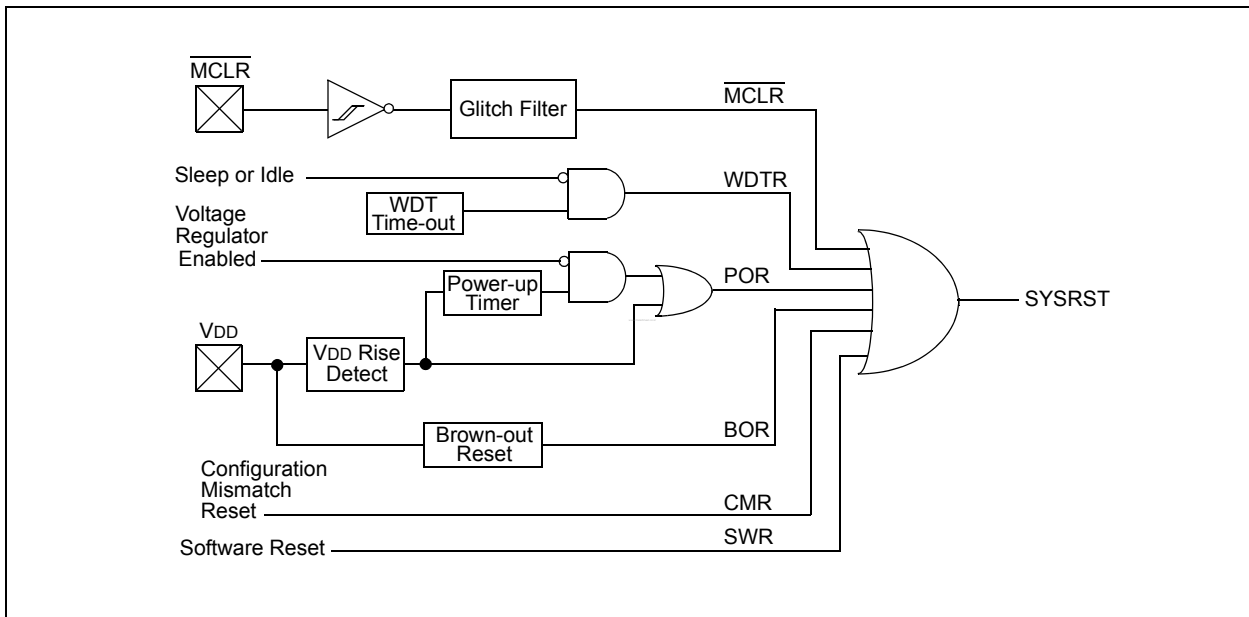 MCLR
Glitch Filter
MCLR
Sleep or Idle
WDT
Time-out
WDTR
Voltage
Regulator
Enabled
Power-up
Timer
POR
SYSRST
VDD
VDD Rise
Detect
Brown-out
Reset
BOR
Configuration
Mismatch
Reset
CMR
Software Reset
SWR